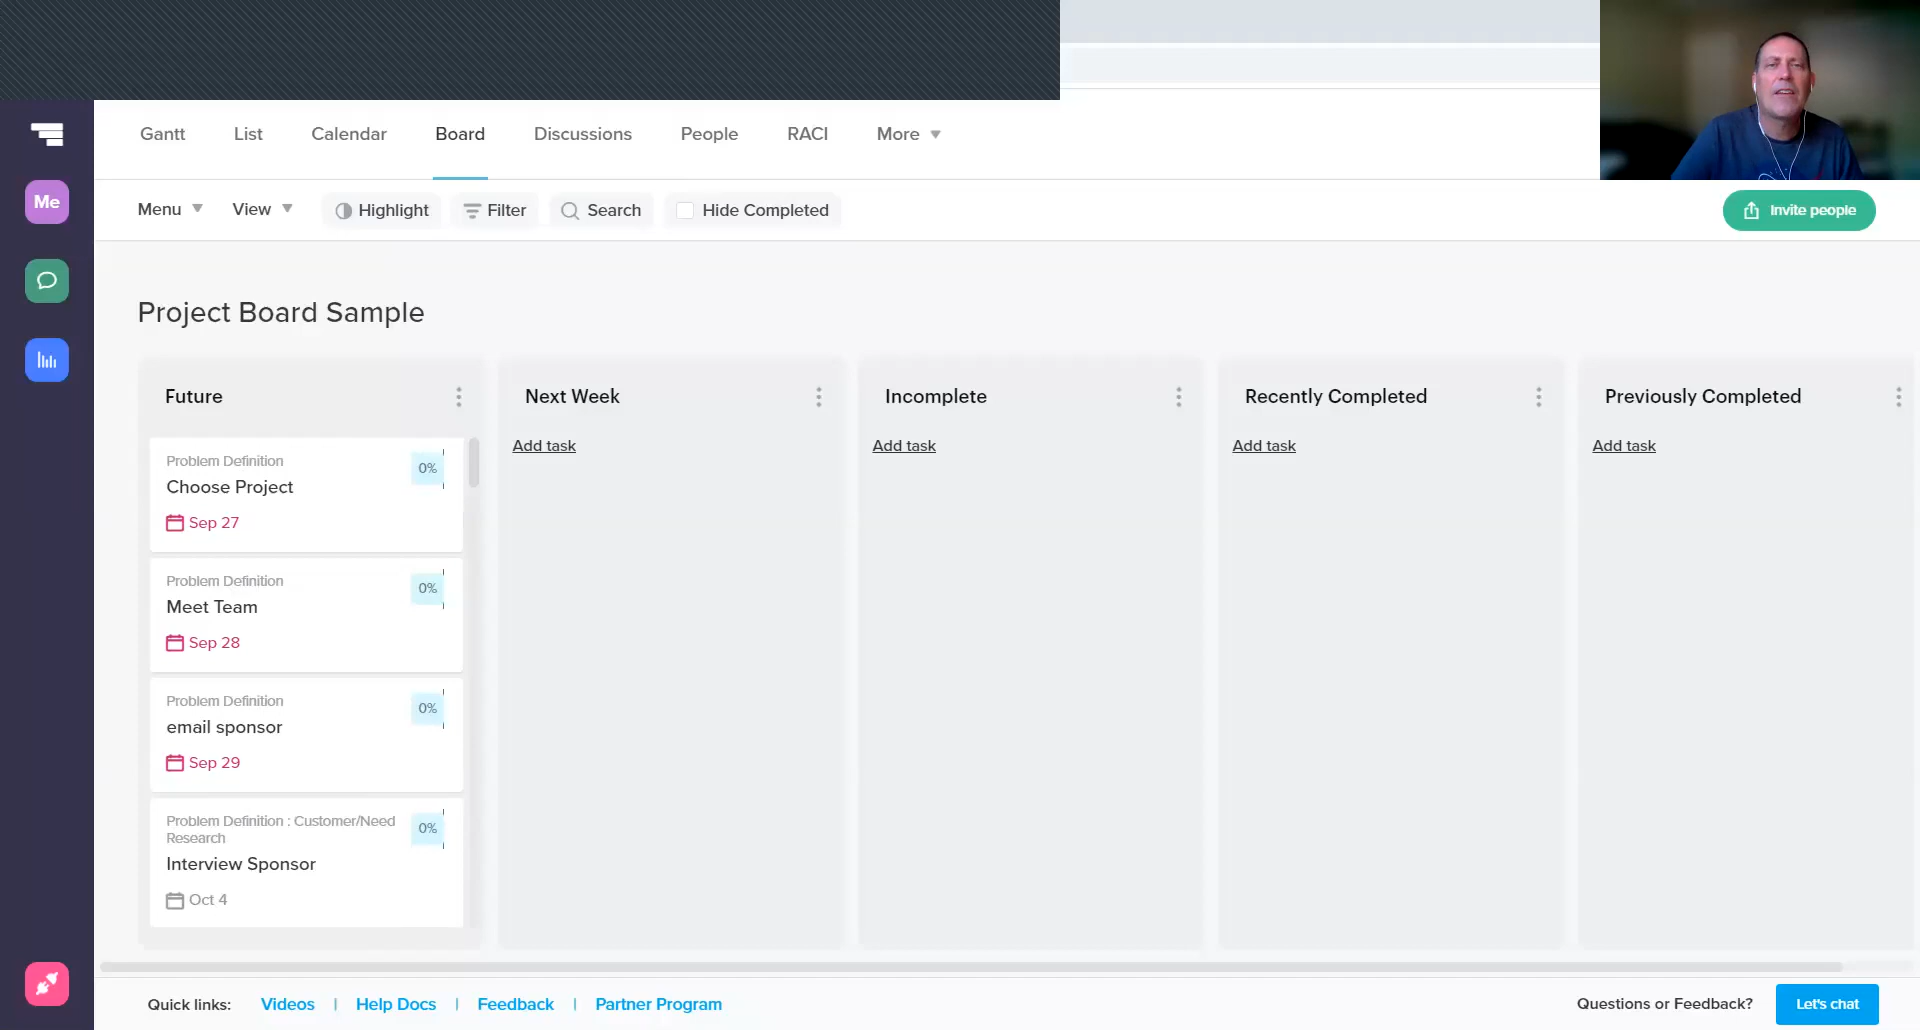 Gantt List Calendar Board Discussions People RACI More
Me
Menu View Highlight Filter Search Hide Completed Invite people
Project Board Sample
Future
Problem Definition
0%
Choose Project
Sep 27
Problem Definition
0%
Meet Team
Sep 28
Problem Definition
0%
email sponsor
Sep 29
Problem Definition : Customer/Need
Research
0%
Interview Sponsor
Oct 4
Next Week
Add task
Incomplete
Add task
Recently Completed
Add task
Previously Completed
Add task
Quick links: Videos | Help Docs | Feedback | Partner Program
Questions or Feedback? Let's chat